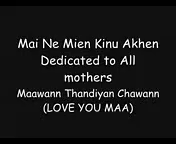 Mai Ne Mien Kinu Akhen
Dedicated to All
mothers
Maawann Thandiyan Chawann
(LOVE YOU MAA)